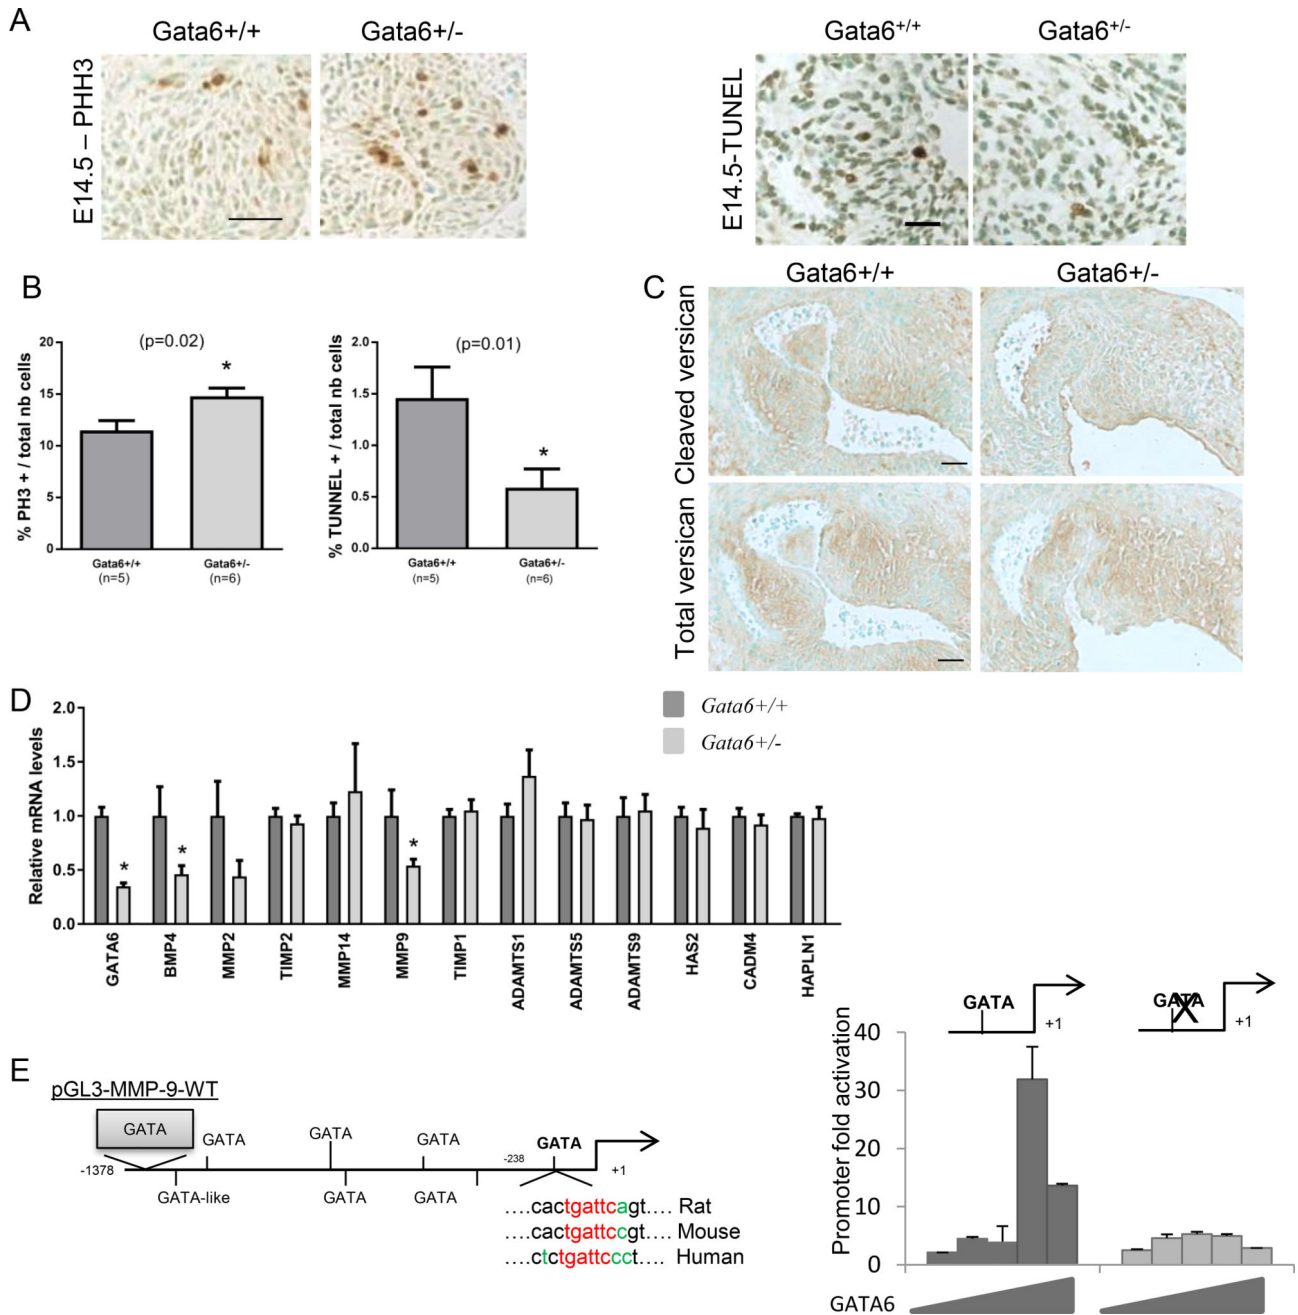 A
Gata6+/+
Gata6+/-
E14.5 – PHH3
Gata6+/+
Gata6+/-
E14.5-TUNEL
B
(p=0.02)
*
20
15
10
5
0
% PH3 + / total nb cells
Gata6+/+
(n=5)
Gata6+/-
(n=6)
(p=0.01)
*
2.0
1.5
1.0
0.5
0.0
% TUNNEL + / total nb cells
Gata6+/+
(n=5)
Gata6+/-
(n=6)
C
Gata6+/+
Gata6+/-
Cleaved versican
Total versican
D
Gata6+/+
Gata6+/-
2.0
1.5
1.0
0.5
0.0
Relative mRNA levels
*
*
*
GATA6
BMP4
MMP2
TIMP2
MMP14
MMP9
TIMP1
ADAMTS1
ADAMTS5
ADAMTS9
HAS2
CADM4
HAPLN1
E
pGL3-MMP-9-WT
GATA
GATA
GATA
GATA
GATA
-1378
-238
+1
GATA-like
GATA
GATA
....cactgattcagt.... Rat
....cactgattccgt.... Mouse
....ctctgattccct.... Human
GATA
+1
GATA
X
+1
40
30
20
10
0
Promoter fold activation
GATA6